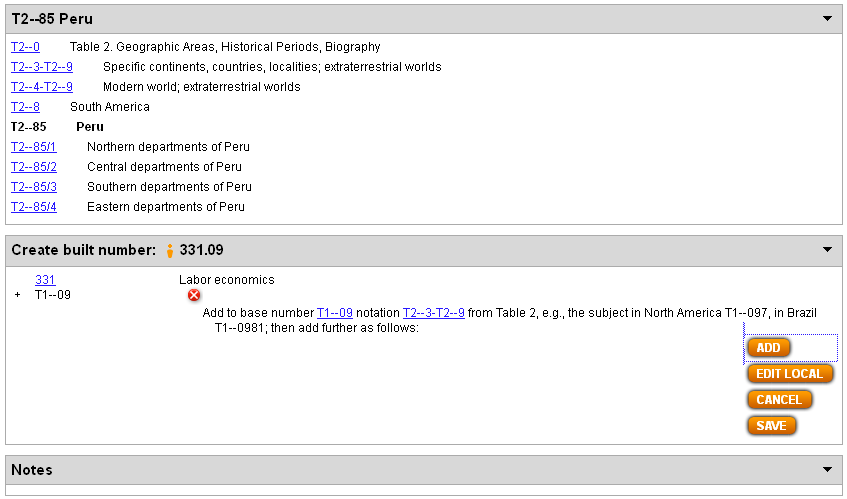 T2--85 Peru
T2--0 Table 2. Geographic Areas, Historical Periods, Biography
T2--3-T2--9 Specific continents, countries, localities; extraterrestrial worlds
T2--4-T2--9 Modern world; extraterrestrial worlds
T2--8 South America
T2--85 Peru
T2--85/1 Northern departments of Peru
T2--85/2 Central departments of Peru
T2--85/3 Southern departments of Peru
T2--85/4 Eastern departments of Peru
Create built number: 331.09
331 Labor economics
+ T1--09
Add to base number T1--09 notation T2--3-T2--9 from Table 2, e.g., the subject in North America T1--097, in Brazil
T1--0981; then add further as follows:
ADD
EDIT LOCAL
CANCEL
SAVE
Notes